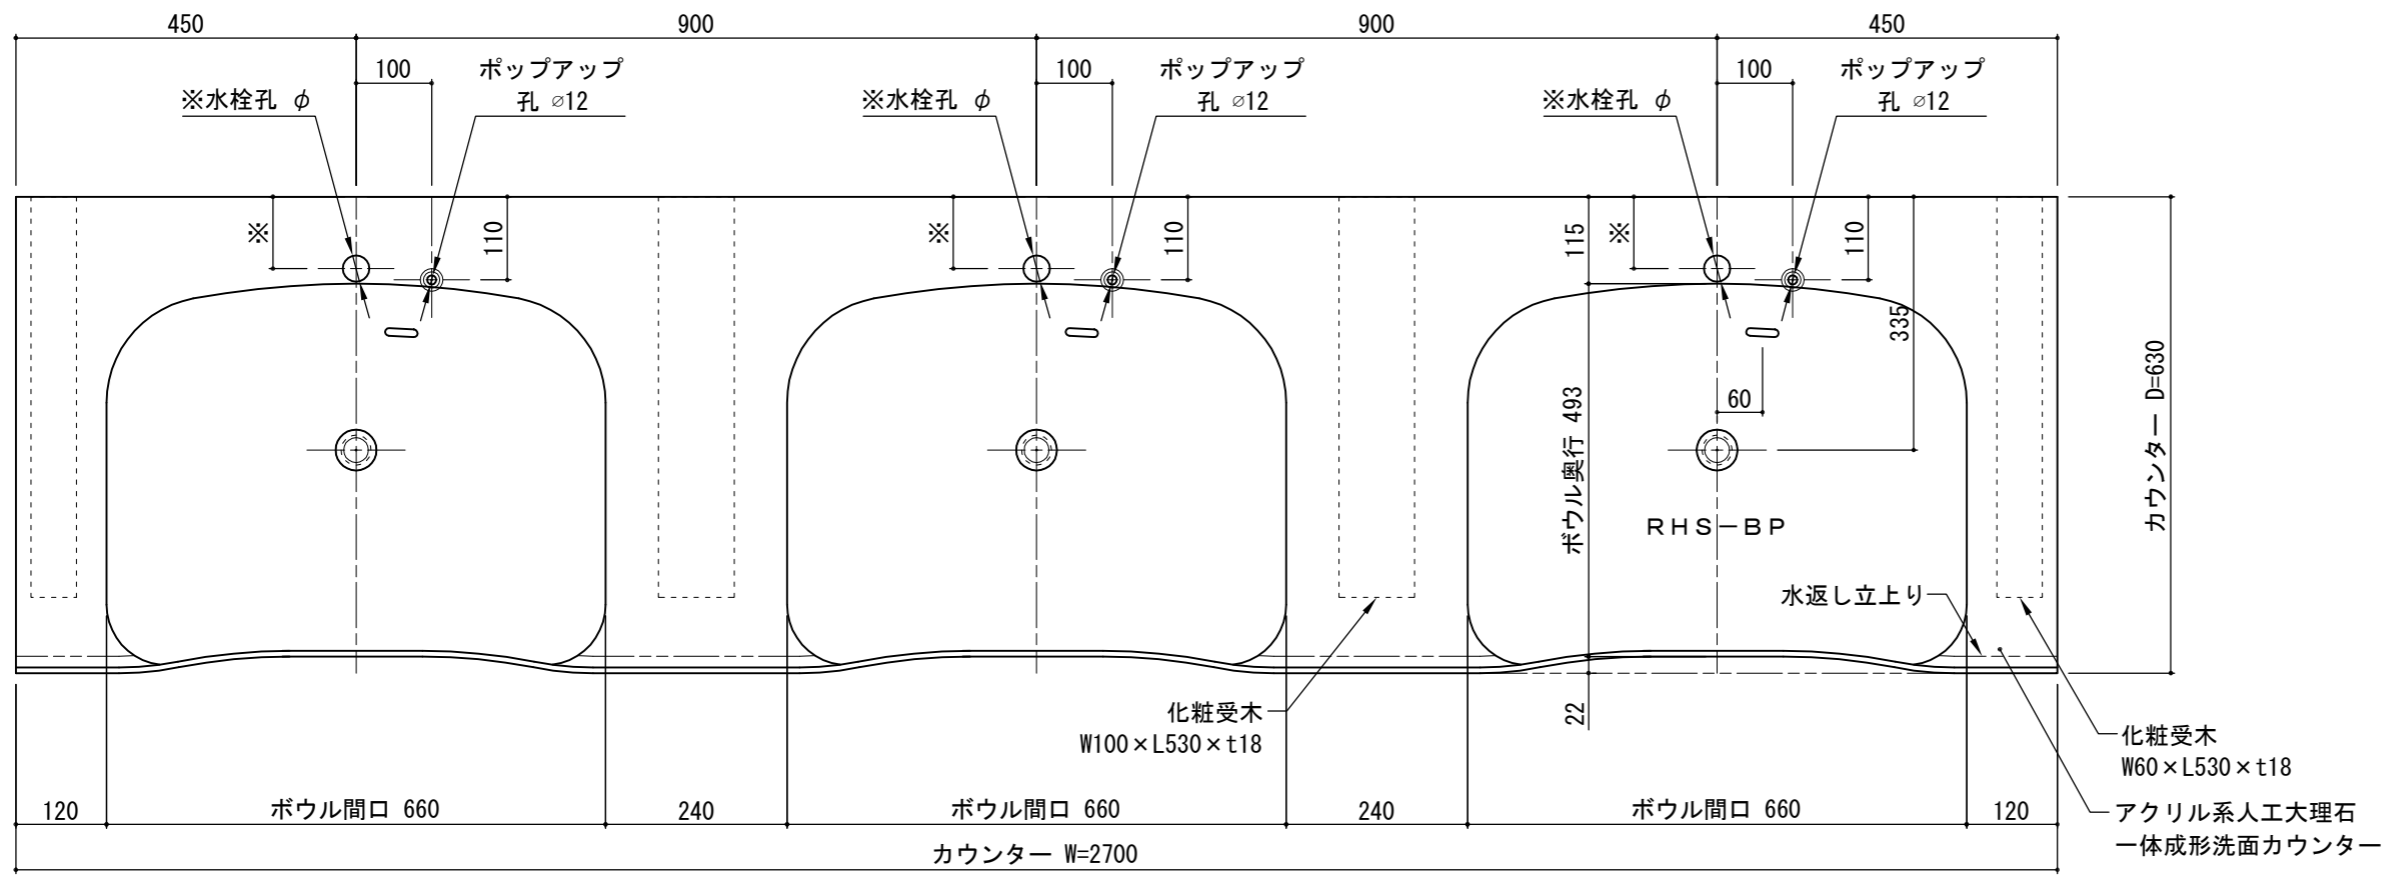 450
900
900
450
100
ポップアップ
孔 ∅12
※水栓孔 φ
100
ポップアップ
孔 ∅12
※水栓孔 φ
100
ポップアップ
孔 ∅12
※水栓孔 φ
※
110
※
110
115
※
110
335
カウンター D=630
ボウル奥行 493
60
RHS-BP
水返し立上り
22
化粧受木
W100×L530×t18
化粧受木
W60×L530×t18
アクリル系人工大理石
一体成形洗面カウンター
120
ボウル間口 660
240
ボウル間口 660
240
ボウル間口 660
120
カウンター W=2700